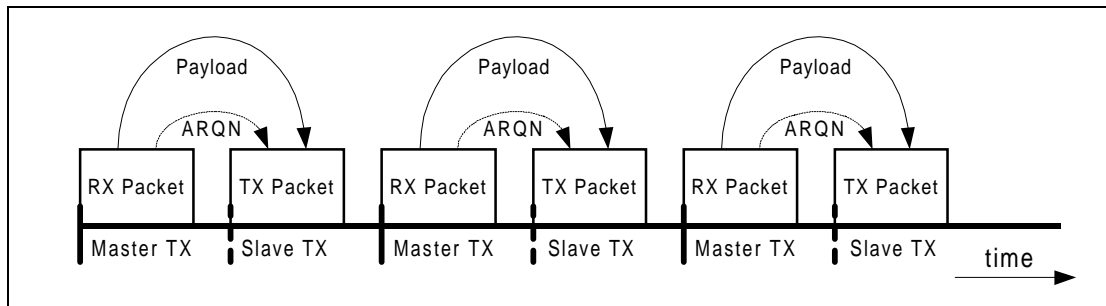 Payload Payload Payload
ARQN ARQN ARQN
RX Packet TX Packet RX Packet TX Packet RX Packet TX Packet
Master TX Slave TX Master TX Slave TX Master TX Slave TX
time